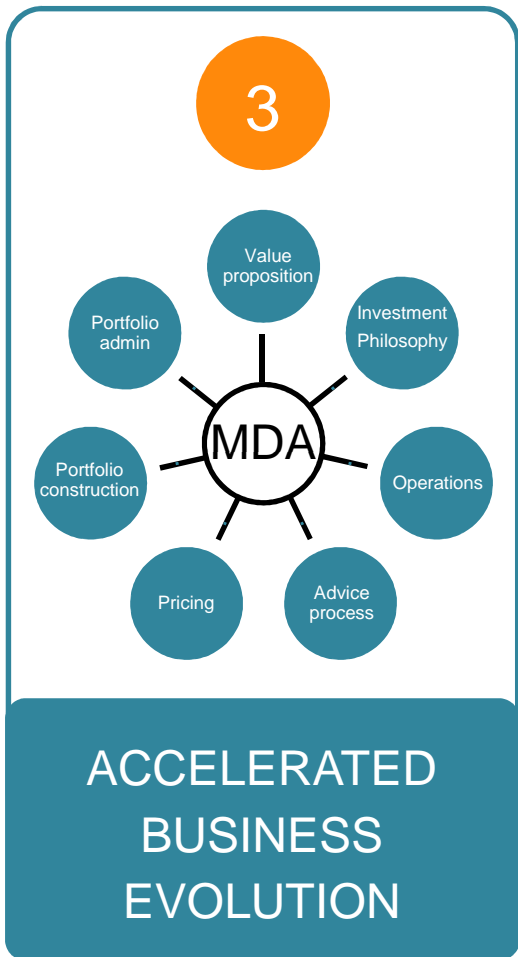 3
Value
proposition
Investment
Philosophy
Portfolio
admin
MDA
Portfolio
construction
Operations
Pricing
Advice
process
ACCELERATED
BUSINESS
EVOLUTION